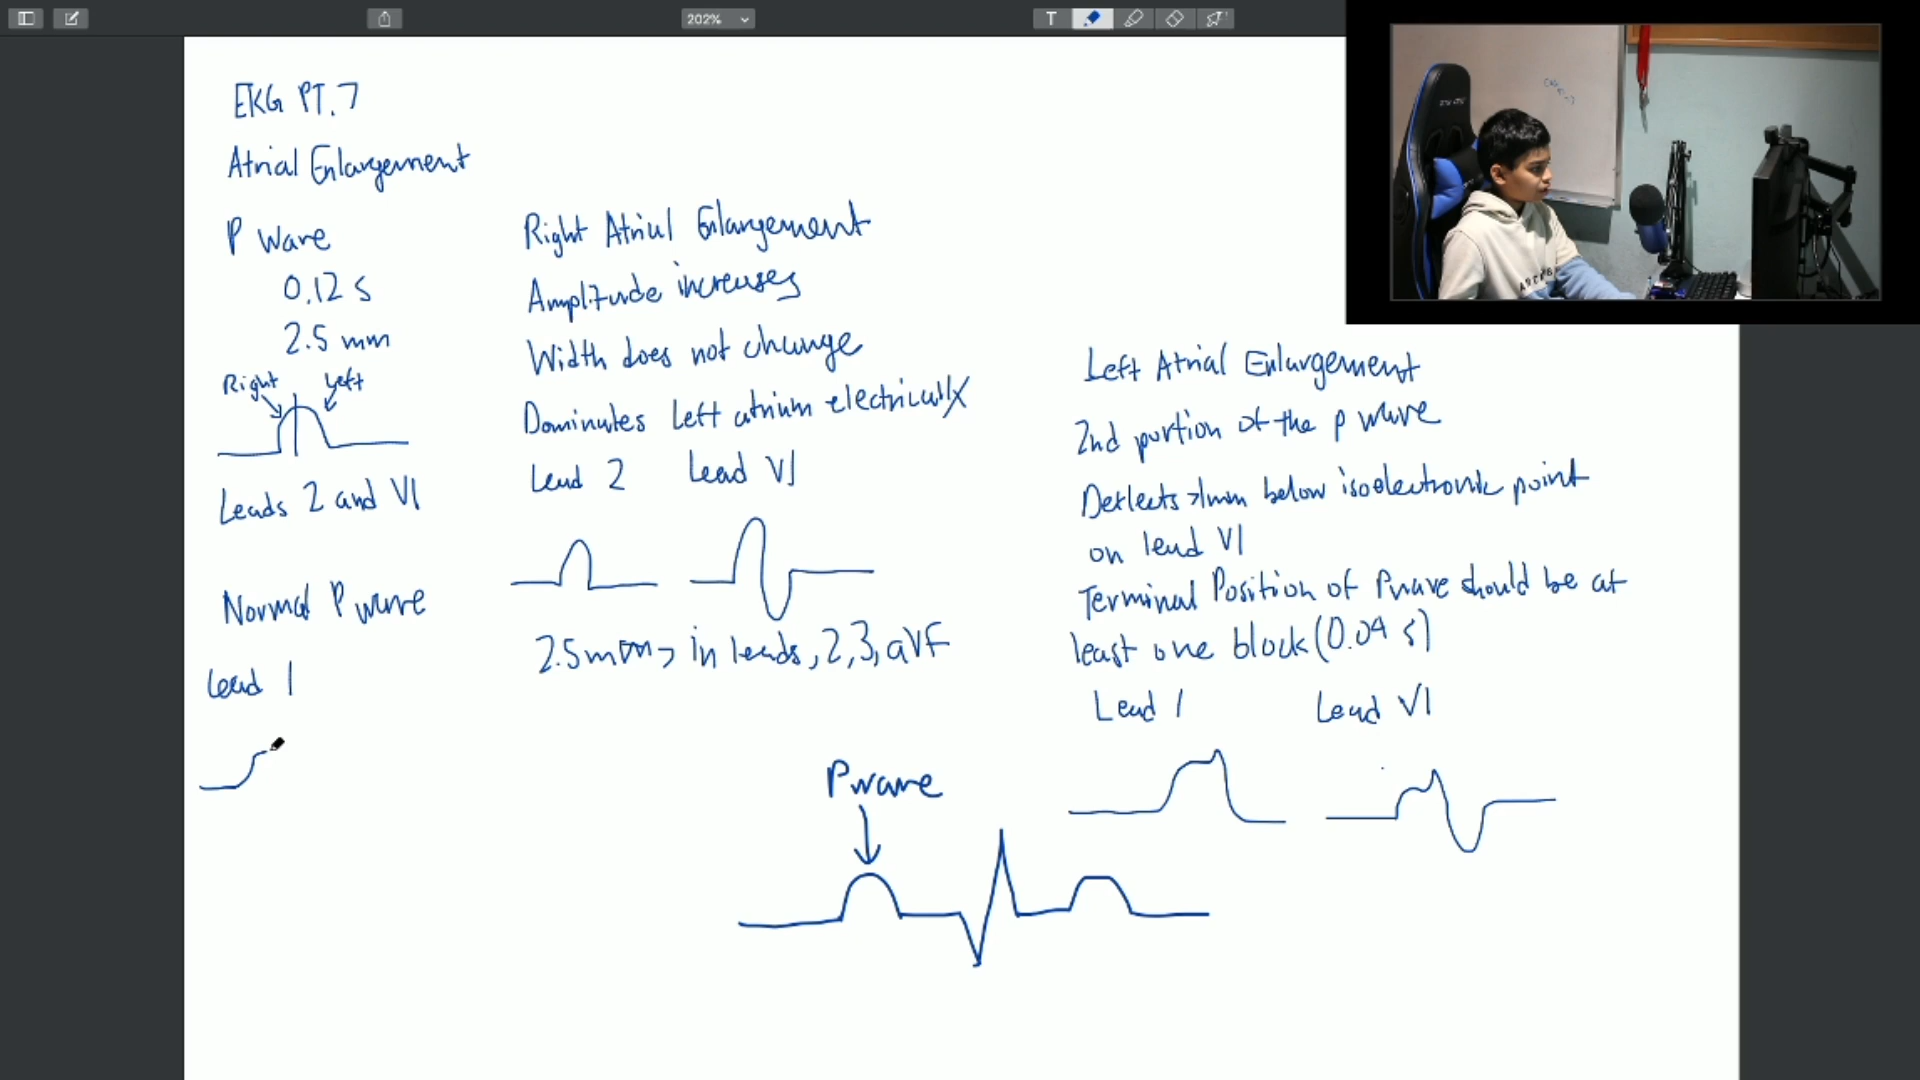 202%
T
EKG PT.7
Atrial Enlargement
P Wave
0.12 s
2.5 mm
Right Left
Leads 2 and V1
Normal P wave
Lead 1
Right Atrial Enlargement
Amplitude increases
Width does not change
Dominates Left atrium electrically
Lead 2 Lead V1
2.5mm> in leads, 2,3, aVF
Left Atrial Enlargement
2nd portion of the p wave
Deflects >1mm below isoelectronic point
on lead V1
Terminal Position of Pwave should be at
least one block (0.04 s)
Lead 1 Lead V1
Pwave